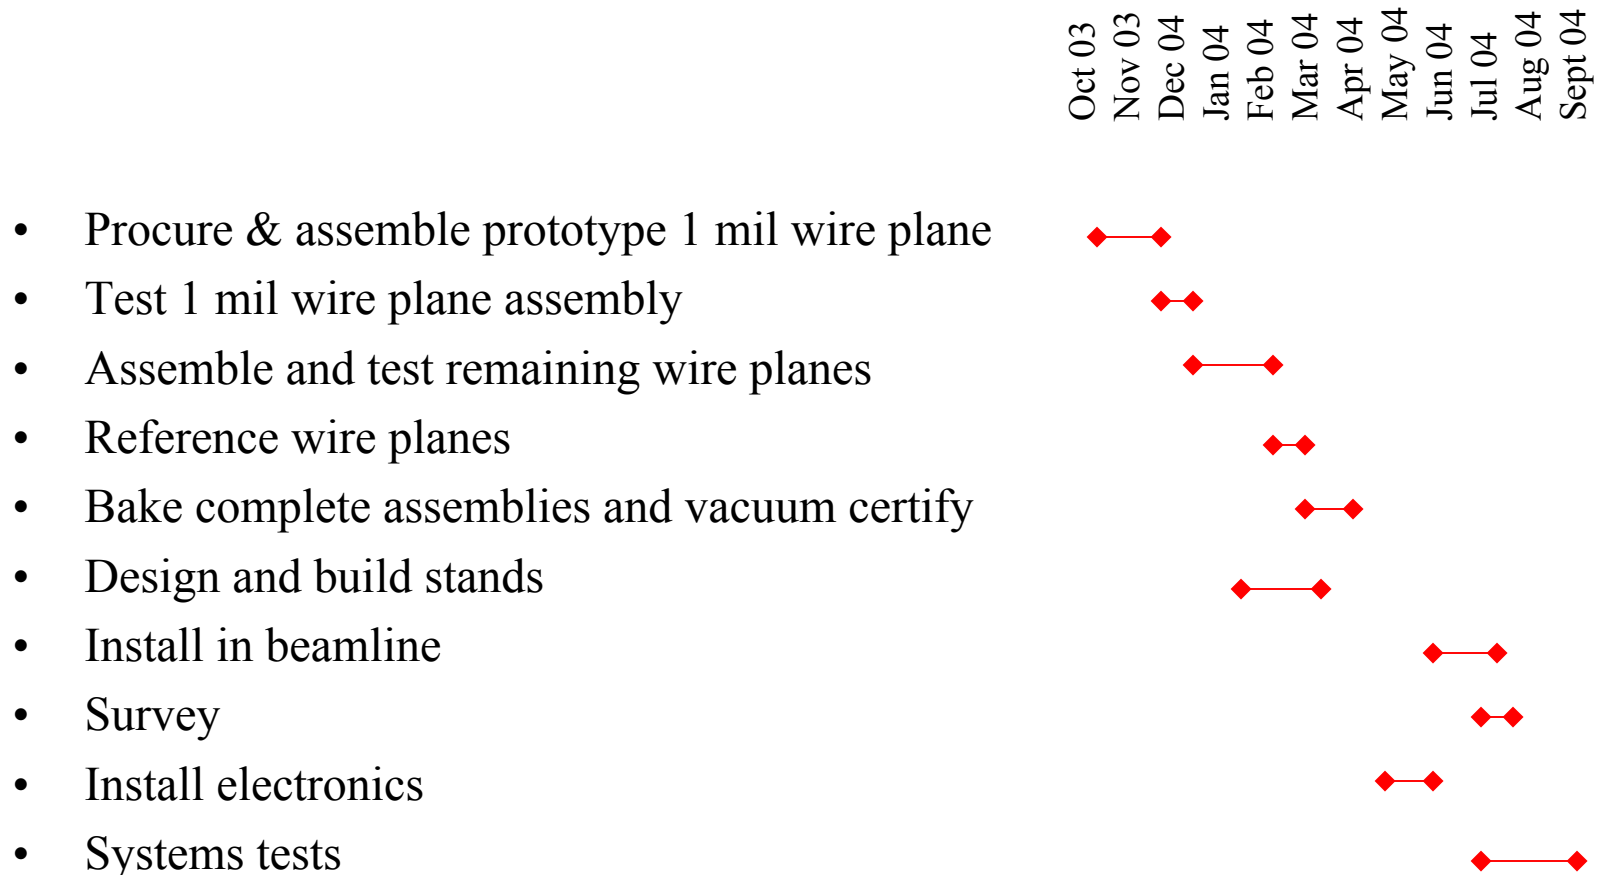 Oct 03
Nov 03
Dec 04
Jan 04
Feb 04
Mar 04
Apr 04
May 04
Jun 04
Jul 04
Aug 04
Sept 04
• Procure & assemble prototype 1 mil wire plane
• Test 1 mil wire plane assembly
• Assemble and test remaining wire planes
• Reference wire planes
• Bake complete assemblies and vacuum certify
• Design and build stands
• Install in beamline
• Survey
• Install electronics
• Systems tests